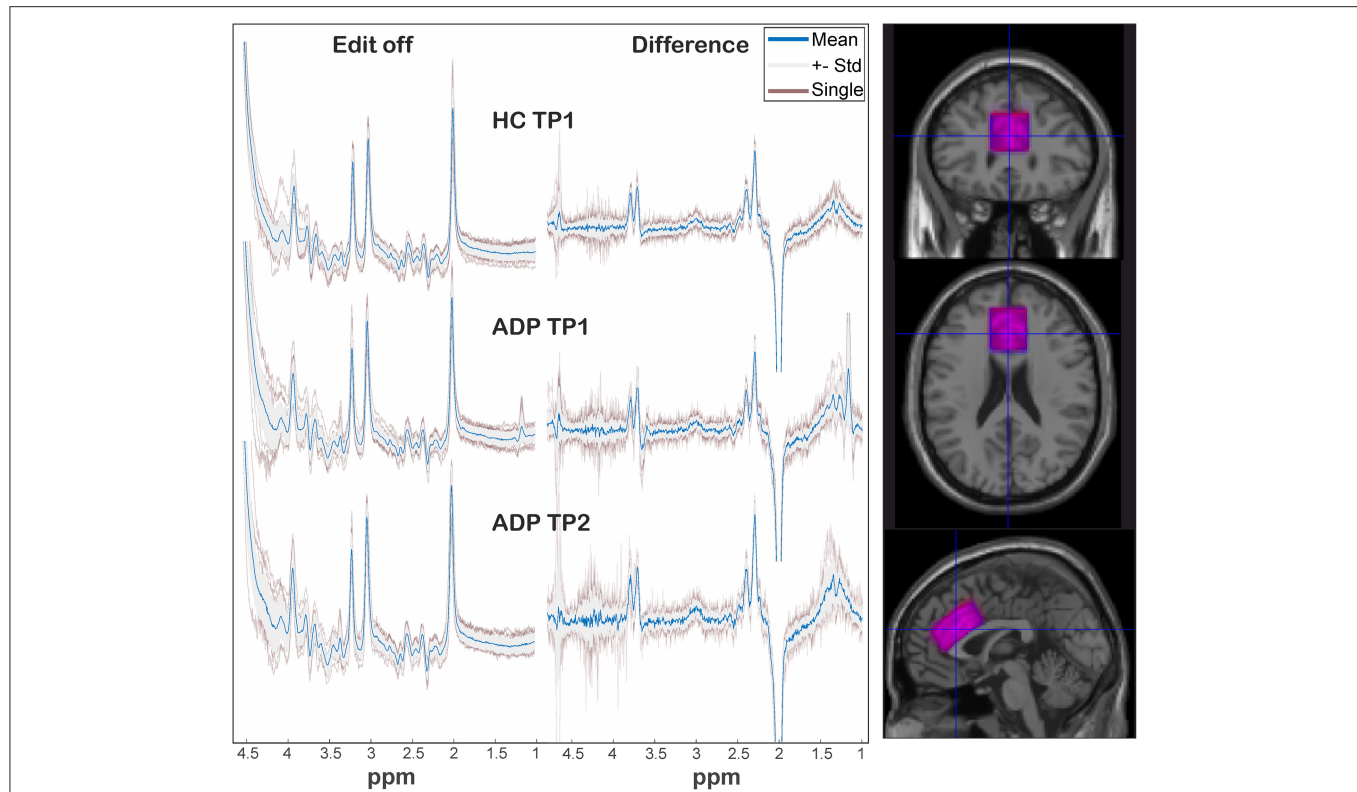 Edit off
Difference
Mean
+- Std
Single
HC TP1
ADP TP1
ADP TP2
4.5 4 3.5 3 2.5 2 1.5 1 4.5 4 3.5 3 2.5 2 1.5 1
ppm ppm